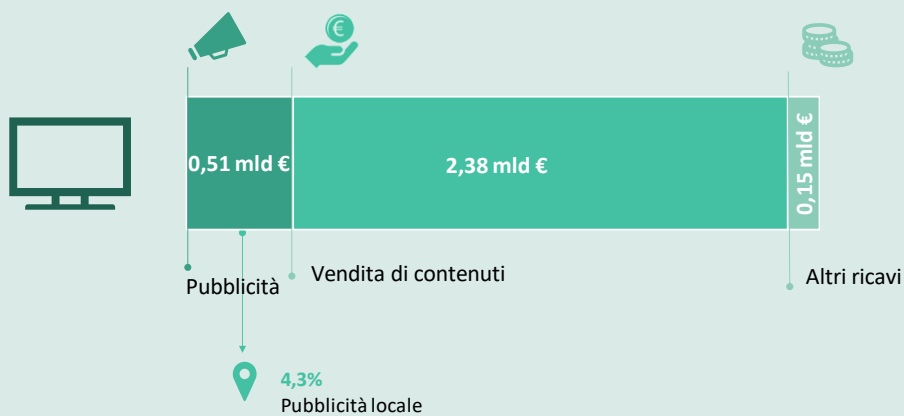 €
0,51 mld €
2,38 mld €
0,15 mld €
Pubblicità
Vendita di contenuti
Altri ricavi
4,3%
Pubblicità locale